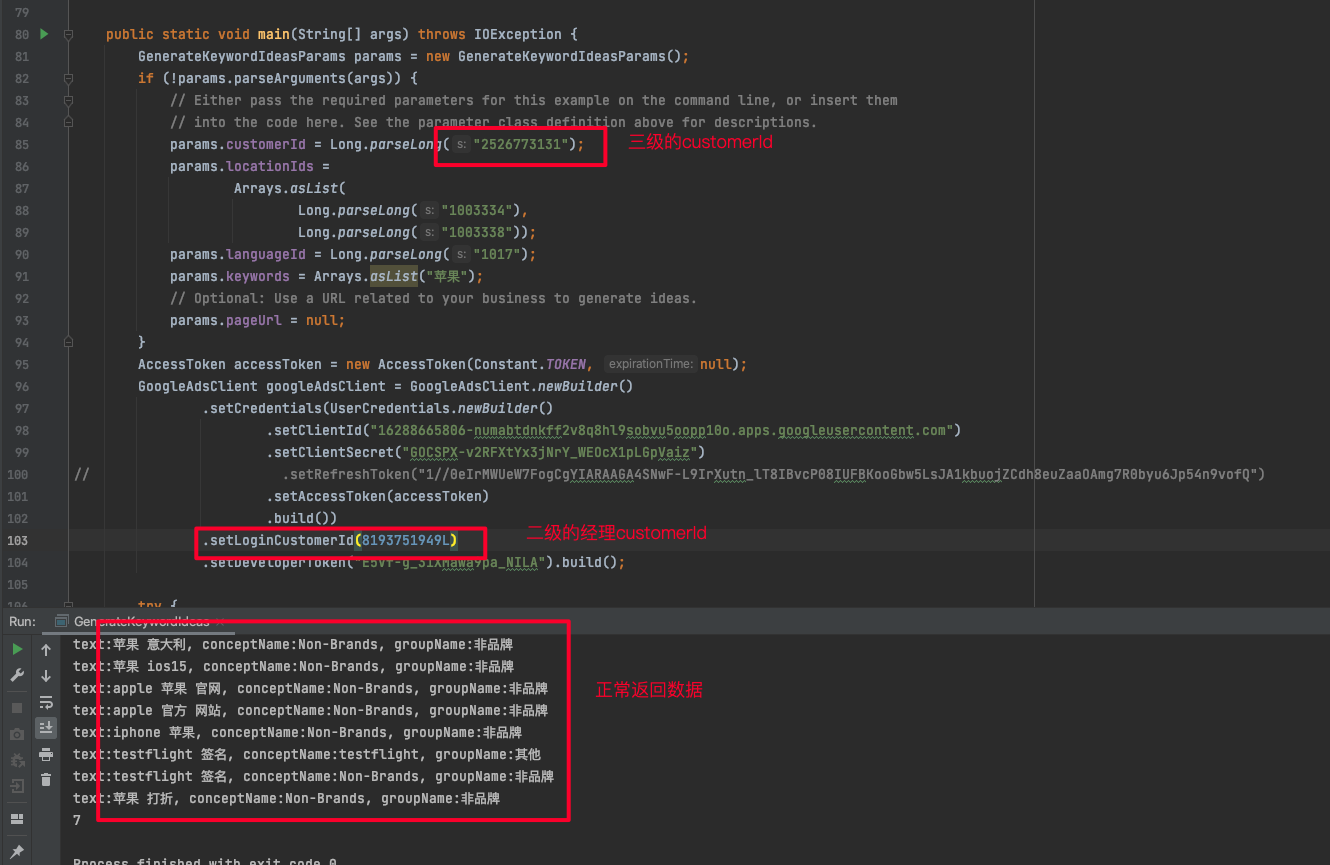 79
80 public static void main(String[] args) throws IOException {
81 GenerateKeywordIdeasParams params = new GenerateKeywordIdeasParams();
82 if (!params.parseArguments(args)) {
83 // Either pass the required parameters for this example on the command line, or insert them
84 // into the code here. See the parameter class definition above for descriptions.
85 params.customerId = Long.parseLong( s: "2526773131"); 三级的customerId
86 params.locationIds =
87 Arrays.asList(
88 Long.parseLong( s: "1003334"),
89 Long.parseLong( s: "1003338"));
90 params.languageId = Long.parseLong( s: "1017");
91 params.keywords = Arrays.asList("苹果");
92 // Optional: Use a URL related to your business to generate ideas.
93 params.pageUrl = null;
94 }
95 AccessToken accessToken = new AccessToken(Constant.TOKEN, expirationTime: null);
96 GoogleAdsClient googleAdsClient = GoogleAdsClient.newBuilder()
97 .setCredentials(UserCredentials.newBuilder()
98 .setClientId("16288665806-numabtdnkff2v8q8hl9sobvu5oopp10o.apps.googleusercontent.com")
99 .setClientSecret("")
100 // .setRefreshToken("")
101 .setAccessToken(accessToken)
102 .build())
103 .setLoginCustomerId(8193751949L) 二级的经理customerId
104 .setDeveloperToken("").build();
105
106 try {
Run: GenerateKeywordIdeas ×
text:苹果 意大利, conceptName:Non-Brands, groupName:非品牌
text:苹果 ios15, conceptName:Non-Brands, groupName:非品牌
text:apple 苹果 官网, conceptName:Non-Brands, groupName:非品牌 正常返回数据
text:apple 官方 网站, conceptName:Non-Brands, groupName:非品牌
text:iphone 苹果, conceptName:Non-Brands, groupName:非品牌
text:testflight 签名, conceptName:testflight, groupName:其他
text:testflight 签名, conceptName:Non-Brands, groupName:非品牌
text:苹果 打折, conceptName:Non-Brands, groupName:非品牌
7
Process finished with exit code 0